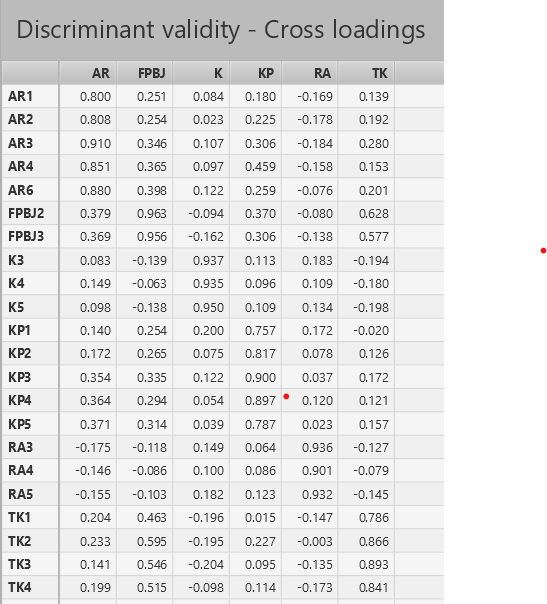 Discriminant validity - Cross loadings
AR FPBJ K KP RA TK
AR1 0.800 0.251 0.084 0.180 -0.169 0.139
AR2 0.808 0.254 0.023 0.225 -0.178 0.192
AR3 0.910 0.346 0.107 0.306 -0.184 0.280
AR4 0.851 0.365 0.097 0.459 -0.158 0.153
AR6 0.880 0.398 0.122 0.259 -0.076 0.201
FPBJ2 0.379 0.963 -0.094 0.370 -0.080 0.628
FPBJ3 0.369 0.956 -0.162 0.306 -0.138 0.577
K3 0.083 -0.139 0.937 0.113 0.183 -0.194
K4 0.149 -0.063 0.935 0.096 0.109 -0.180
K5 0.098 -0.138 0.950 0.109 0.134 -0.198
KP1 0.140 0.254 0.200 0.757 0.172 -0.020
KP2 0.172 0.265 0.075 0.817 0.078 0.126
KP3 0.354 0.335 0.122 0.900 0.037 0.172
KP4 0.364 0.294 0.054 0.897 0.120 0.121
KP5 0.371 0.314 0.039 0.787 0.023 0.157
RA3 -0.175 -0.118 0.149 0.064 0.936 -0.127
RA4 -0.146 -0.086 0.100 0.086 0.901 -0.079
RA5 -0.155 -0.103 0.182 0.123 0.932 -0.145
TK1 0.204 0.463 -0.196 0.015 -0.147 0.786
TK2 0.233 0.595 -0.195 0.227 -0.003 0.866
TK3 0.141 0.546 -0.204 0.095 -0.135 0.893
TK4 0.199 0.515 -0.098 0.114 -0.173 0.841